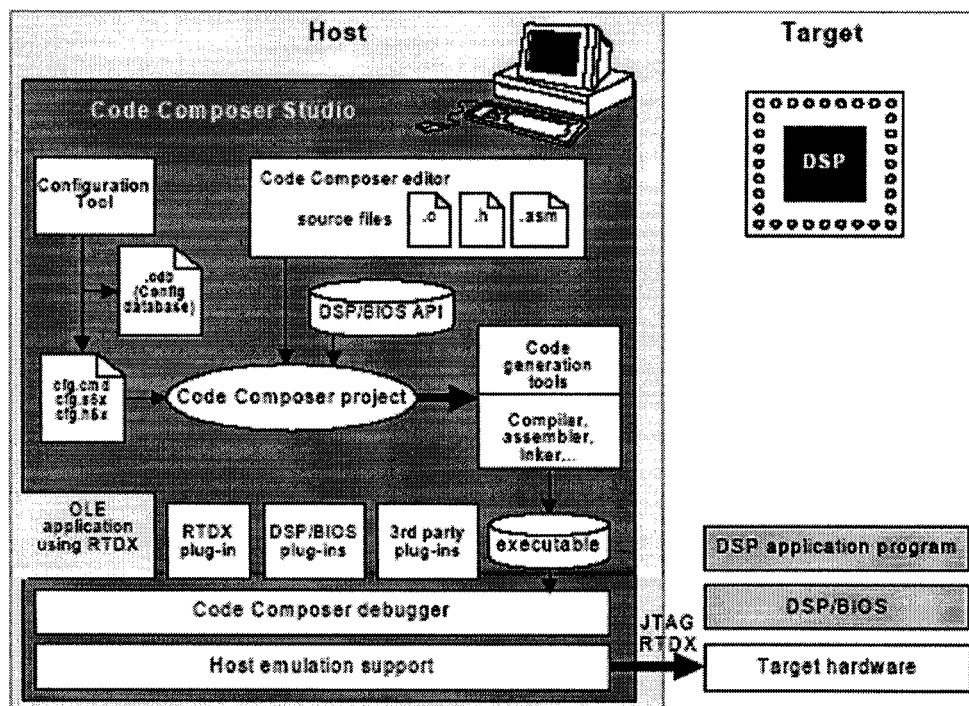 Host
Target
Code Composer Studio
DSP
Configuration
Tool
Code Composer editor
source files
.c
.h
.asm
.cdb
(Config
database)
DSP/BIOS API
Code
generation
tools
cfg.cmd
cfg.s6x
cfg.h6x
Code Composer project
Compiler,
assembler,
linker,...
OLE
application
using RTDX
RTDX
plug-in
DSP/BIOS
plug-ins
3rd party
plug-ins
executable
DSP application program
Code Composer debugger
DSP/BIOS
JTAG
RTDX
Host emulation support
Target hardware